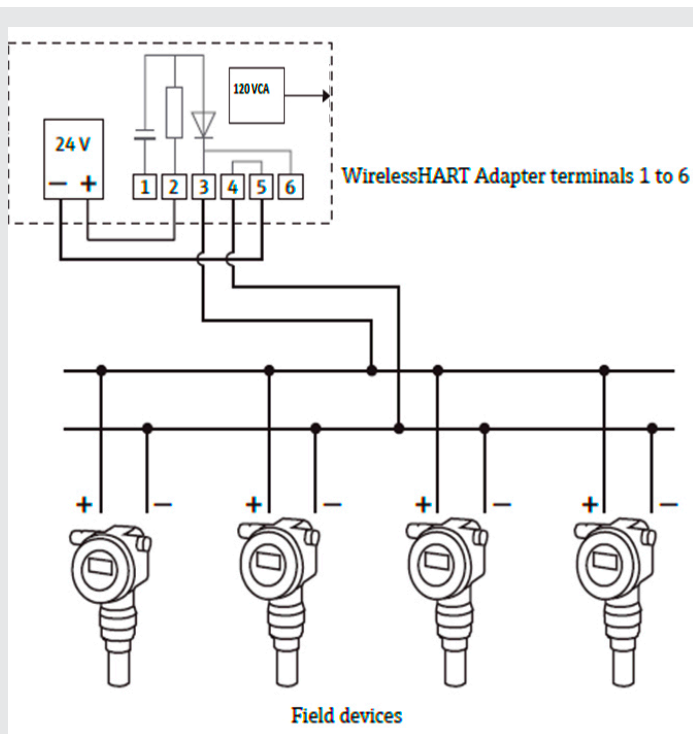 120 VCA
24 V
− +
1 2 3 4 5 6
WirelessHART Adapter terminals 1 to 6
+ − + − + − + −
Field devices